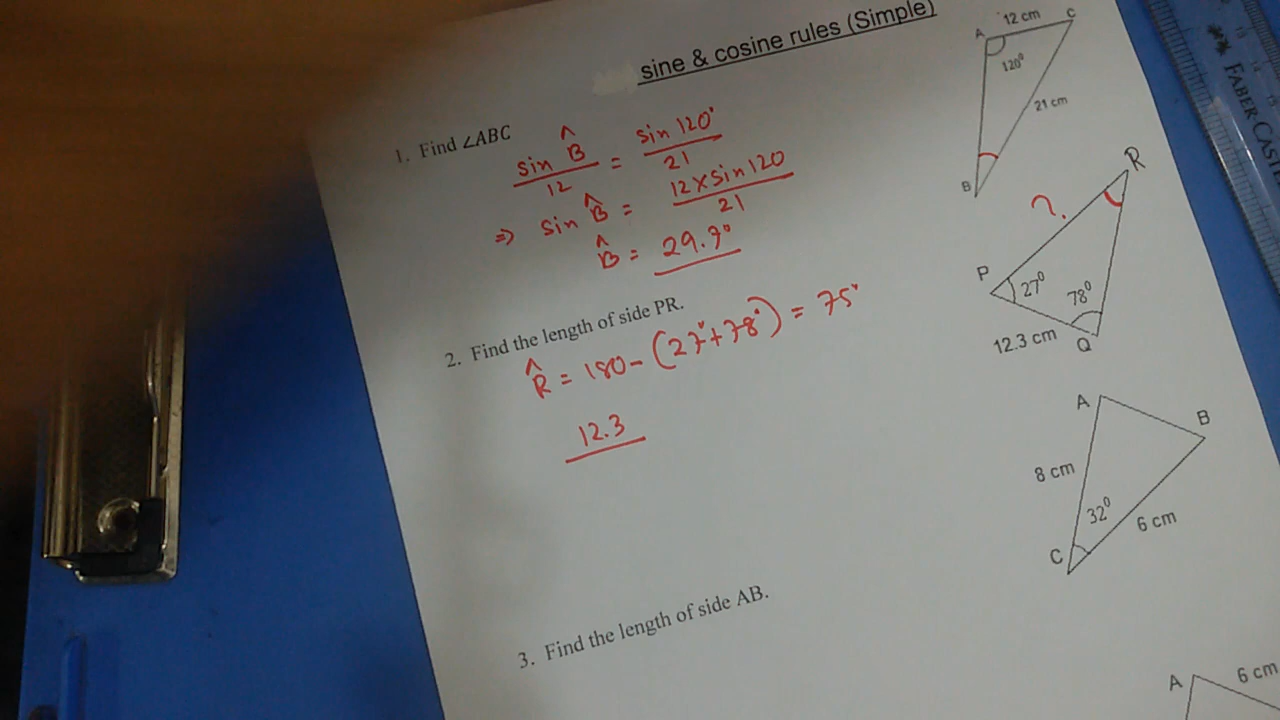 sine & cosine rules (Simple)
1. Find ∠ABC
sin B̂ / 12 = sin 120° / 21
⇒ sin B̂ = 12 × sin 120 / 21
B̂ = 29.7°
2. Find the length of side PR.
R̂ = 180 - (27° + 78°) = 75°
12.3
3. Find the length of side AB.
12 cm
A
C
120°
21 cm
B
R
?.
P
27°
78°
12.3 cm
Q
A
B
8 cm
32°
6 cm
C
A
6 cm
FABER-CASTE